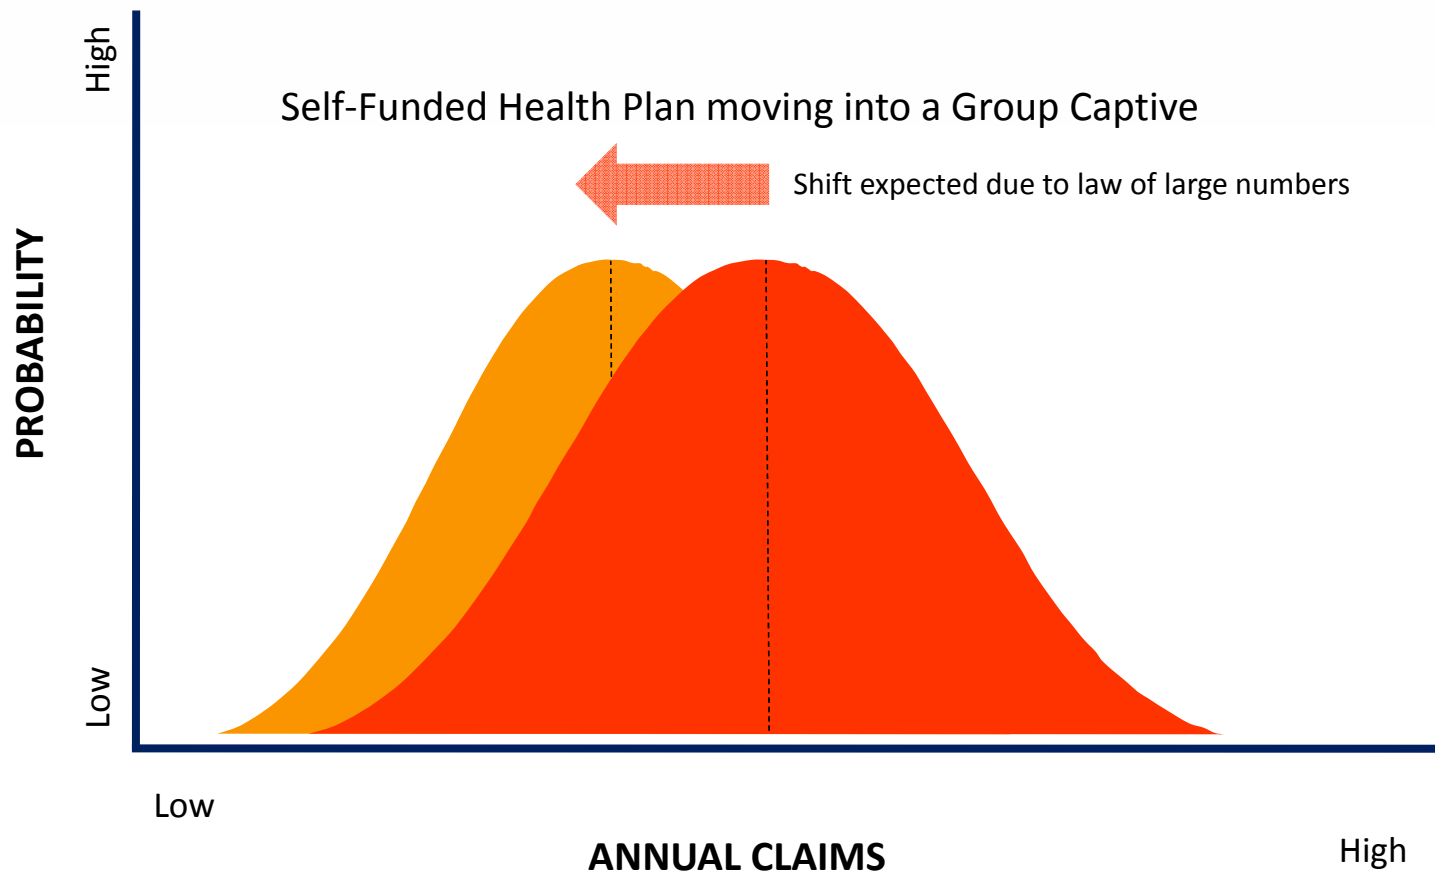 High
Self-Funded Health Plan moving into a Group Captive
Shift expected due to law of large numbers
PROBABILITY
Low
Low
High
ANNUAL CLAIMS